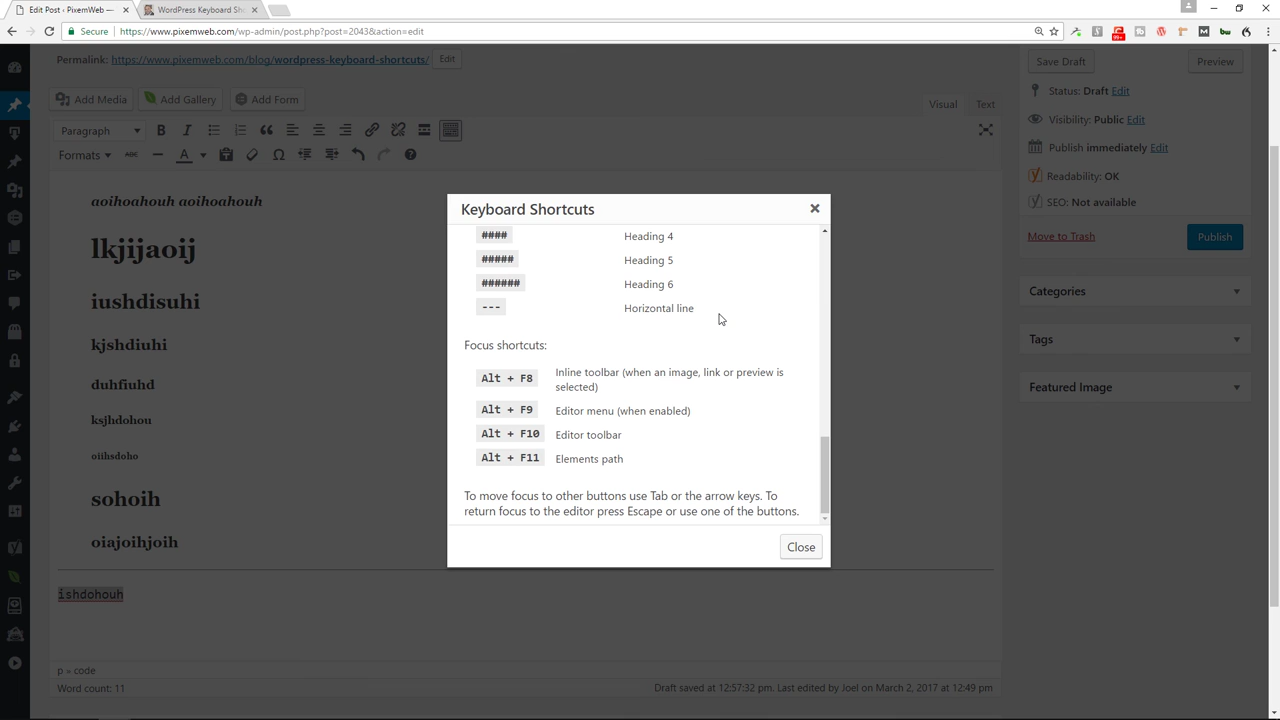 Edit Post ‹ PixemWeb —
WordPress Keyboard Sho
Secure
https://www.pixemweb.com/wp-admin/post.php?post=2043&action=edit
Permalink: https://www.pixemweb.com/blog/wordpress-keyboard-shortcuts/ Edit
Add Media
Add Gallery
Add Form
Visual
Text
Paragraph
Formats
ABC
aoihoahouh aoihoahouh
lkjijaoij
iushdisuhi
kjshdiuhi
duhfiuhd
ksjhdohou
oiihsdoho
sohoih
oiajoihjoih
ishdohouh
p » code
Word count: 11
Draft saved at 12:57:32 pm. Last edited by Joel on March 2, 2017 at 12:49 pm
Keyboard Shortcuts
#### Heading 4
##### Heading 5
###### Heading 6
--- Horizontal line
Focus shortcuts:
Alt + F8 Inline toolbar (when an image, link or preview is
selected)
Alt + F9 Editor menu (when enabled)
Alt + F10 Editor toolbar
Alt + F11 Elements path
To move focus to other buttons use Tab or the arrow keys. To
return focus to the editor press Escape or use one of the buttons.
Close
Save Draft
Preview
Status: Draft Edit
Visibility: Public Edit
Publish immediately Edit
Readability: OK
SEO: Not available
Move to Trash
Publish
Categories
Tags
Featured Image